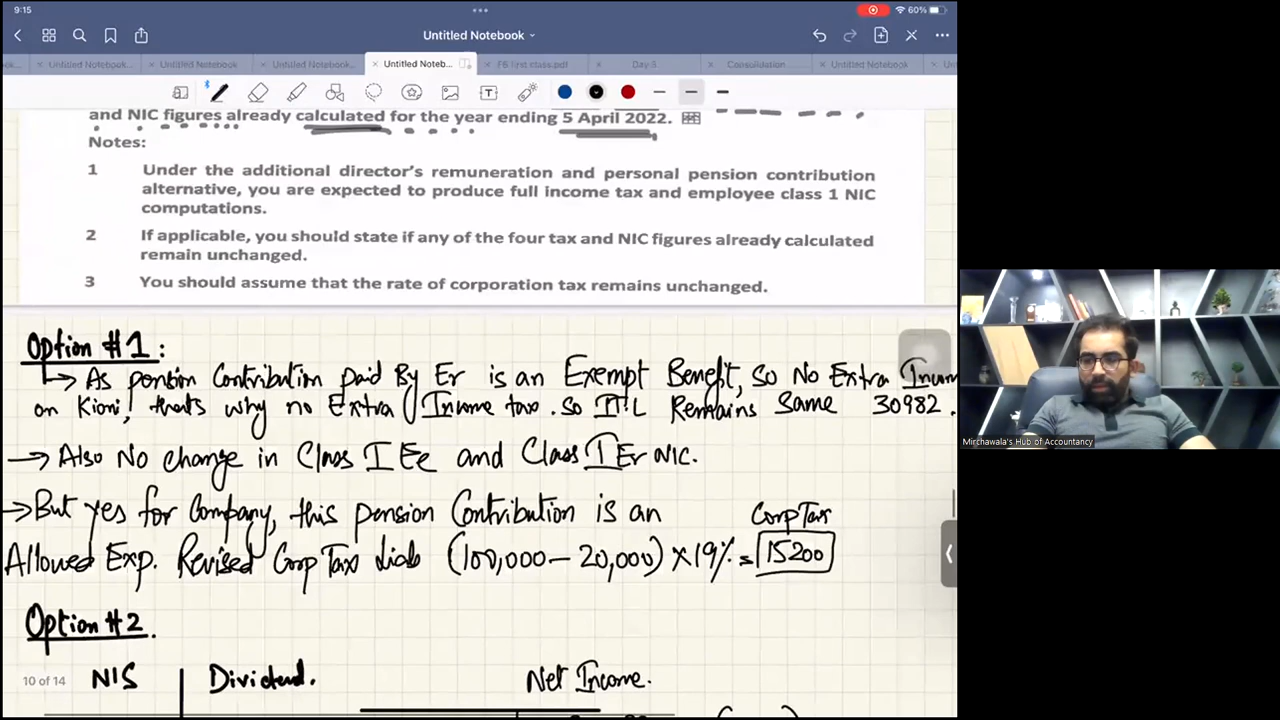 9:15
60%
Untitled Notebook
Untitled Notebook...
Untitled Notebook
Untitled Notebook...
Untitled Noteb...
F6 first class.pdf
Day 5
Consolidation
Untitled Notebook
and NIC figures already calculated for the year ending 5 April 2022.
Notes:
1 Under the additional director's remuneration and personal pension contribution
alternative, you are expected to produce full income tax and employee class 1 NIC
computations.
2 If applicable, you should state if any of the four tax and NIC figures already calculated
remain unchanged.
3 You should assume that the rate of corporation tax remains unchanged.
Option #1:
↳ As pension Contribution paid By Er is an Exempt Benefit, So No Extra Income
on Kioni, that's why no Extra Income tax. So ITL Remains Same 30982.
→ Also No change in Class I Ee and Class I Er NIC.
→ But yes for Company, this pension Contribution is an
Allowed Exp. Revised Corp Tax Liab (100,000 – 20,000) × 19% = 15200
Corp Tax
Option #2.
NIS Dividend. Net Income.
10 of 14
Mirchawala's Hub of Accountancy